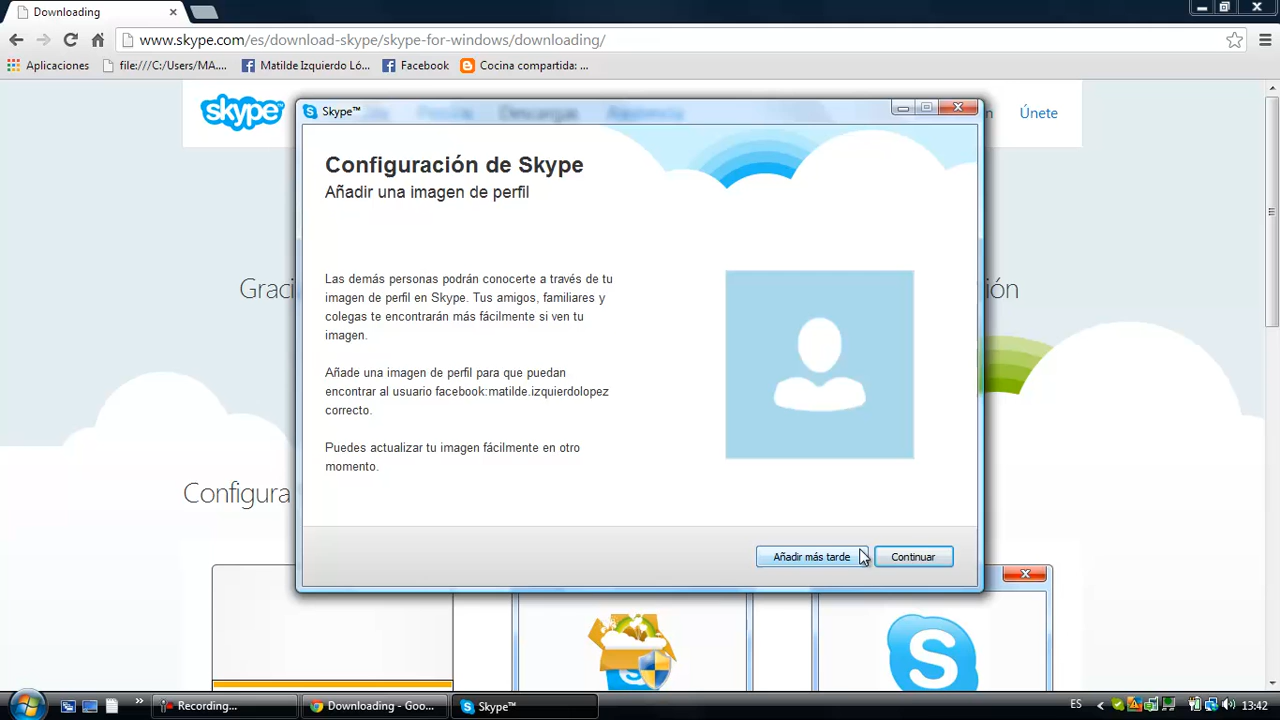 Downloading
www.skype.com/es/download-skype/skype-for-windows/downloading/
Aplicaciones file:///C:/Users/MA.... Matilde Izquierdo Ló... Facebook Cocina compartida: ...
skype
Descargas
Únete
Skype™
Configuración de Skype
Añadir una imagen de perfil
Las demás personas podrán conocerte a través de tu
imagen de perfil en Skype. Tus amigos, familiares y
colegas te encontrarán más fácilmente si ven tu
imagen.
Añade una imagen de perfil para que puedan
encontrar al usuario facebook:matilde.izquierdolopez
correcto.
Puedes actualizar tu imagen fácilmente en otro
momento.
Añadir más tarde Continuar
Graci
ión
Configura
Recording... Downloading - Goo... Skype™ ES 13:42